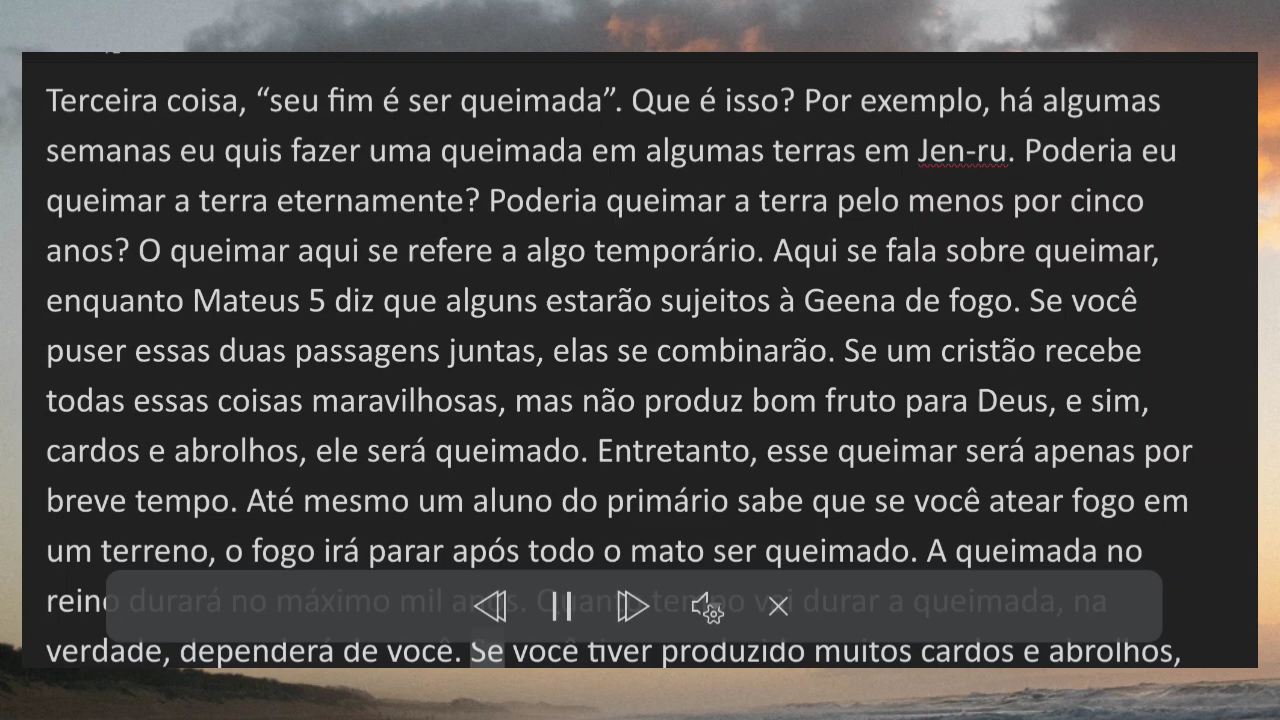 Terceira coisa, “seu fim é ser queimada”. Que é isso? Por exemplo, há algumas
semanas eu quis fazer uma queimada em algumas terras em Jen-ru. Poderia eu
queimar a terra eternamente? Poderia queimar a terra pelo menos por cinco
anos? O queimar aqui se refere a algo temporário. Aqui se fala sobre queimar,
enquanto Mateus 5 diz que alguns estarão sujeitos à Geena de fogo. Se você
puser essas duas passagens juntas, elas se combinarão. Se um cristão recebe
todas essas coisas maravilhosas, mas não produz bom fruto para Deus, e sim,
cardos e abrolhos, ele será queimado. Entretanto, esse queimar será apenas por
breve tempo. Até mesmo um aluno do primário sabe que se você atear fogo em
um terreno, o fogo irá parar após todo o mato ser queimado. A queimada no
reino durará no máximo mil anos. Quanto tempo vai durar a queimada, na
verdade, dependerá de você. Se você tiver produzido muitos cardos e abrolhos,